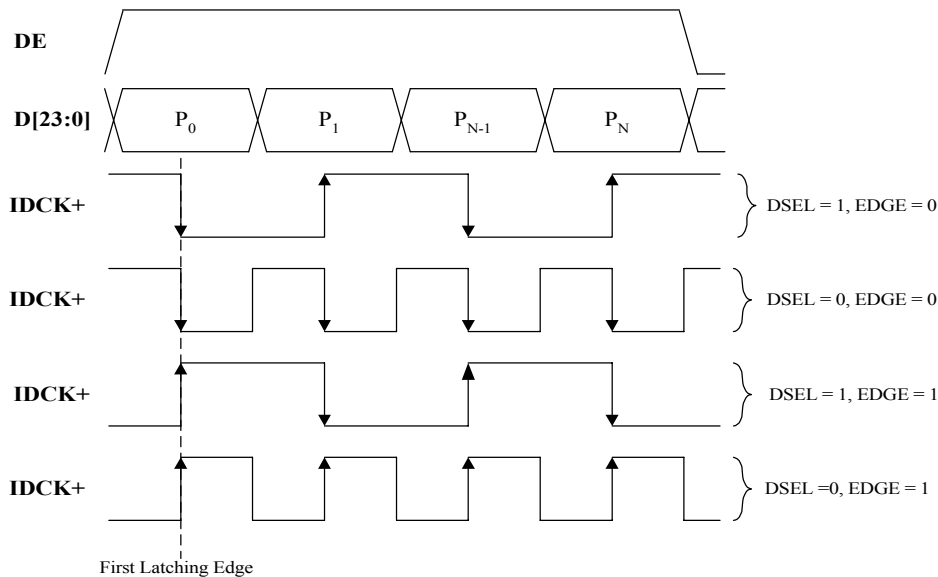 DE
D[23:0] P0 P1 PN-1 PN
IDCK+ DSEL = 1, EDGE = 0
IDCK+ DSEL = 0, EDGE = 0
IDCK+ DSEL = 1, EDGE = 1
IDCK+ DSEL =0, EDGE = 1
First Latching Edge